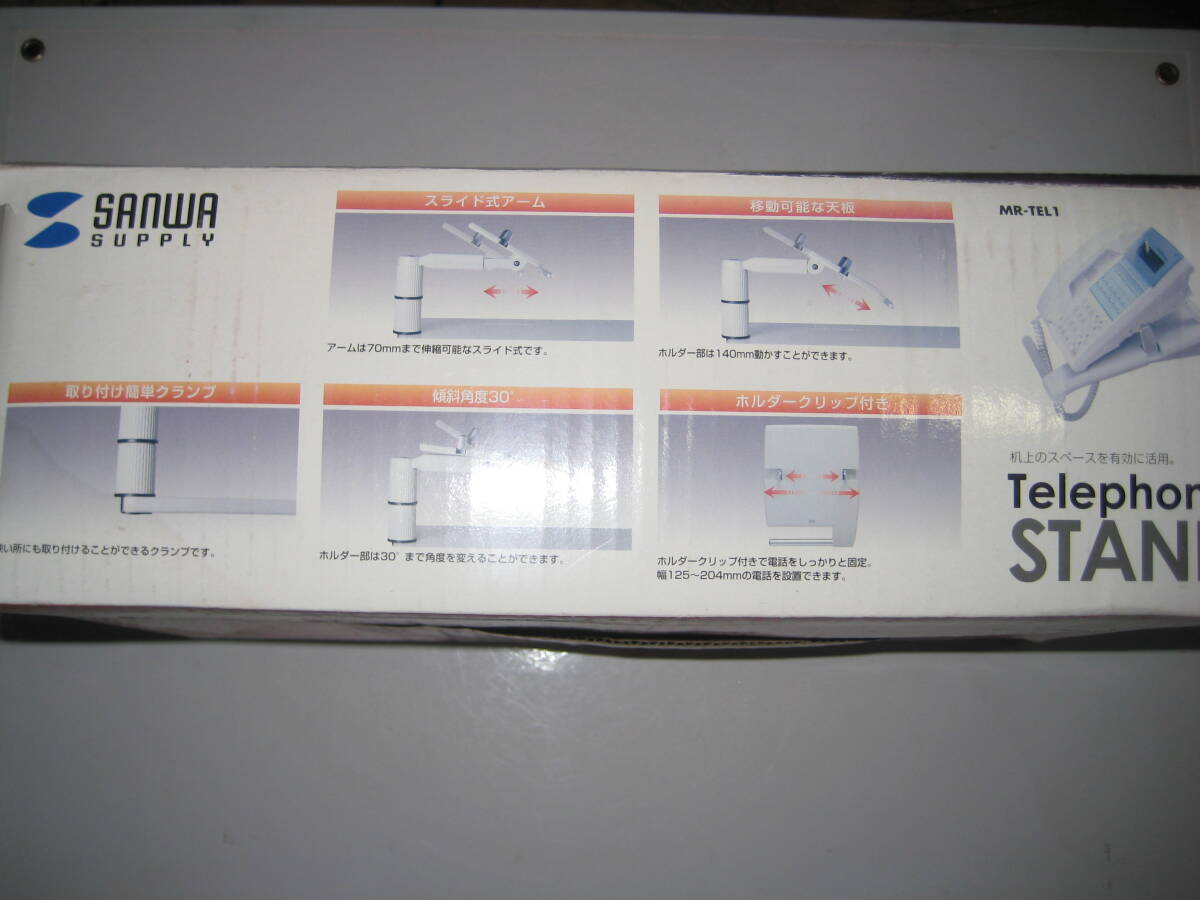 SANWA
SUPPLY
スライド式アーム
アームは70mmまで伸縮可能なスライド式です。
移動可能な天板
ホルダー部は140mm動かすことができます。
MR-TEL1
取り付け簡単クランプ
い所にも取り付けることができるクランプです。
傾斜角度30°
ホルダー部は30°まで角度を変えることができます。
ホルダークリップ付き
ホルダークリップ付きで電話をしっかりと固定。
幅125〜204mmの電話を設置できます。
机上のスペースを有効に活用。
Telephon
STAN